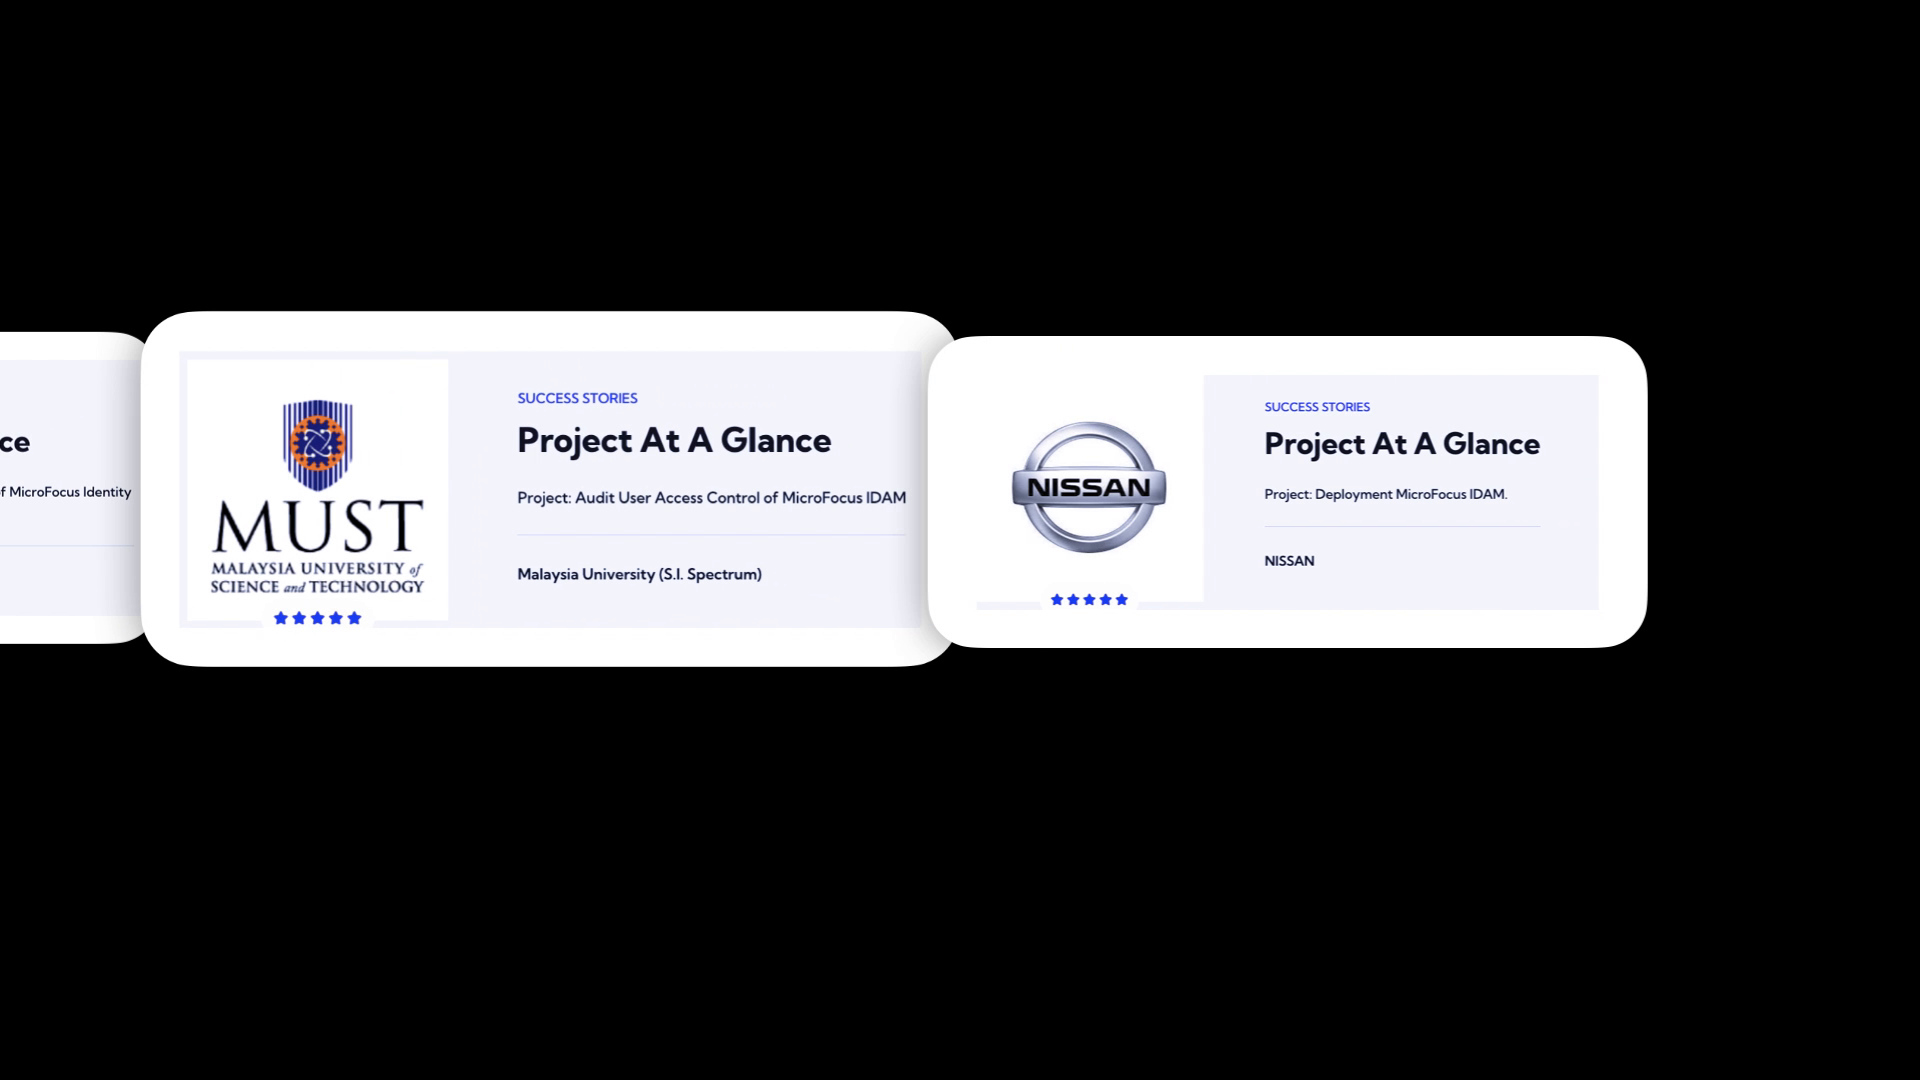 ce
f MicroFocus Identity
MUST
MALAYSIA UNIVERSITY of
SCIENCE and TECHNOLOGY
SUCCESS STORIES
Project At A Glance
Project: Audit User Access Control of MicroFocus IDAM
Malaysia University (S.I. Spectrum)
NISSAN
SUCCESS STORIES
Project At A Glance
Project: Deployment MicroFocus IDAM.
NISSAN